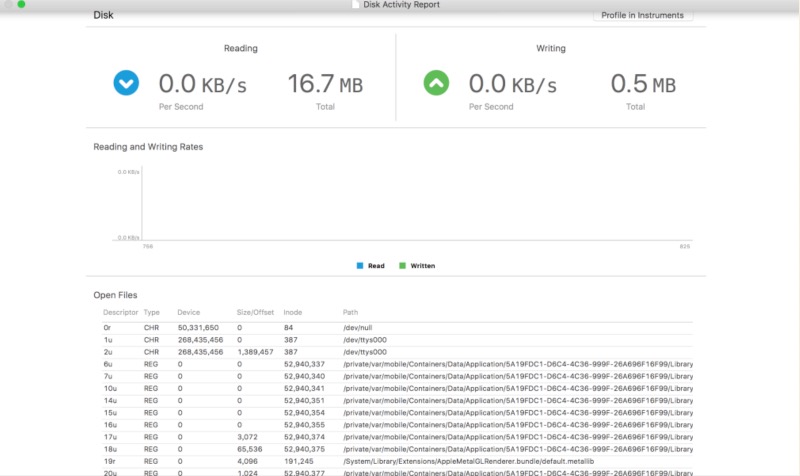 Disk Activity Report
Disk
Profile in Instruments
Reading
0.0 KB/s 16.7 MB
Per Second Total
Writing
0.0 KB/s 0.5 MB
Per Second Total
Reading and Writing Rates
0.0 KB/s
0.0 KB/s
Read Written
Open Files
Descriptor Type Device Size/Offset Inode Path
0r CHR 50,331,650 0 84 /dev/null
1u CHR 268,435,456 0 387 /dev/ttys000
2u CHR 268,435,456 1,389,457 387 /dev/ttys000
6u REG 0 0 52,940,337 /private/var/mobile/Containers/Data/Application/5A19FDC1-D6C4-4C36-999F-26A696F16F99/Library
7u REG 0 0 52,940,340 /private/var/mobile/Containers/Data/Application/5A19FDC1-D6C4-4C36-999F-26A696F16F99/Library
10u REG 0 0 52,940,341 /private/var/mobile/Containers/Data/Application/5A19FDC1-D6C4-4C36-999F-26A696F16F99/Library
14u REG 0 0 52,940,351 /private/var/mobile/Containers/Data/Application/5A19FDC1-D6C4-4C36-999F-26A696F16F99/Library
15u REG 0 0 52,940,354 /private/var/mobile/Containers/Data/Application/5A19FDC1-D6C4-4C36-999F-26A696F16F99/Library
16u REG 0 0 52,940,355 /private/var/mobile/Containers/Data/Application/5A19FDC1-D6C4-4C36-999F-26A696F16F99/Library
17u REG 0 3,072 52,940,374 /private/var/mobile/Containers/Data/Application/5A19FDC1-D6C4-4C36-999F-26A696F16F99/Library
18u REG 0 65,536 52,940,375 /private/var/mobile/Containers/Data/Application/5A19FDC1-D6C4-4C36-999F-26A696F16F99/Library
19r REG 0 4,096 191,245 /System/Library/Extensions/AppleMetalGLRenderer.bundle/default.metallib
20u REG 0 1,024 52,940,377 /private/var/mobile/Containers/Data/Application/5A19FDC1-D6C4-4C36-999F-26A696F16F99/Library